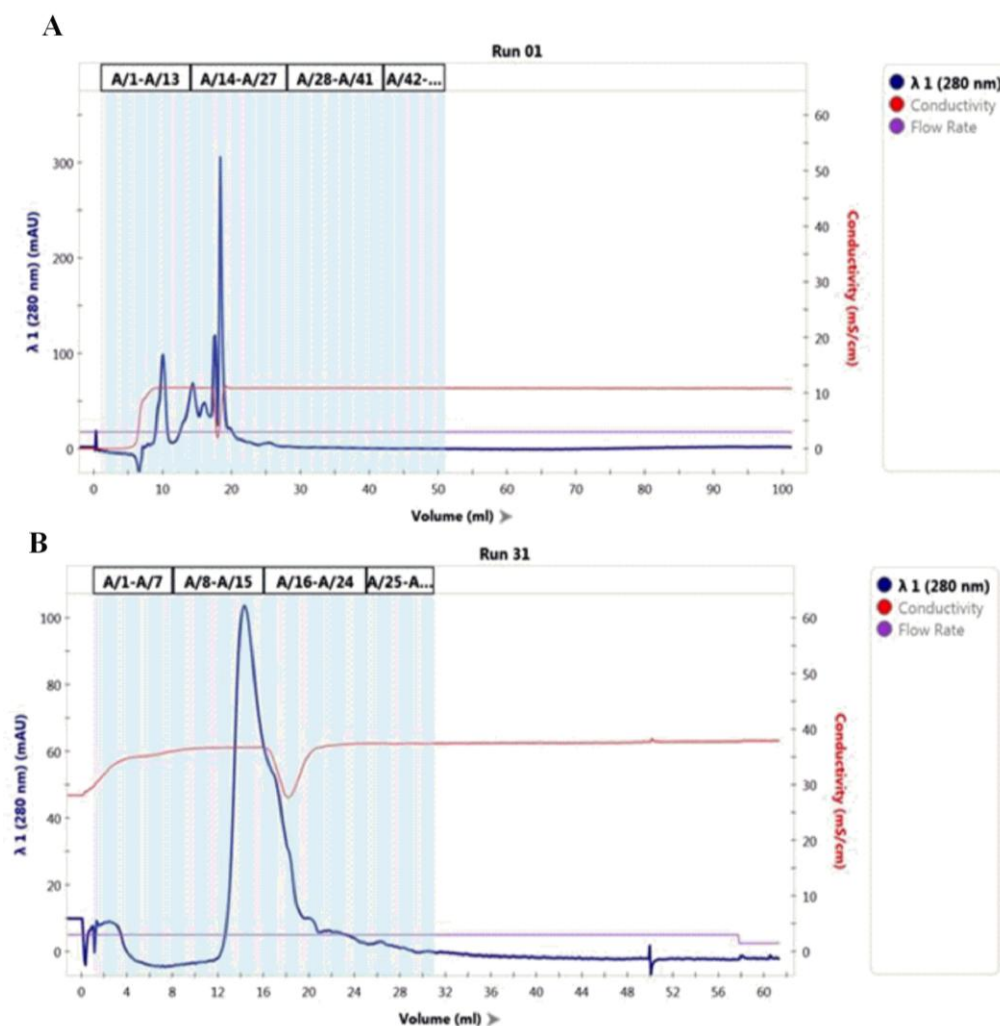 A
Run 01
A/1-A/13 A/14-A/27 A/28-A/41 A/42-...
λ 1 (280 nm)
Conductivity
Flow Rate
300
200
100
0
60
50
40
30
20
10
0
λ 1 (280 nm) (mAU)
Conductivity (mS/cm)
0 10 20 30 40 50 60 70 80 90 100
Volume (ml)
B
Run 31
A/1-A/7 A/8-A/15 A/16-A/24 A/25-A...
λ 1 (280 nm)
Conductivity
Flow Rate
100
80
60
40
20
0
60
50
40
30
20
10
0
λ 1 (280 nm) (mAU)
Conductivity (mS/cm)
0 4 8 12 16 20 24 28 32 36 40 44 48 52 56 60
Volume (ml)